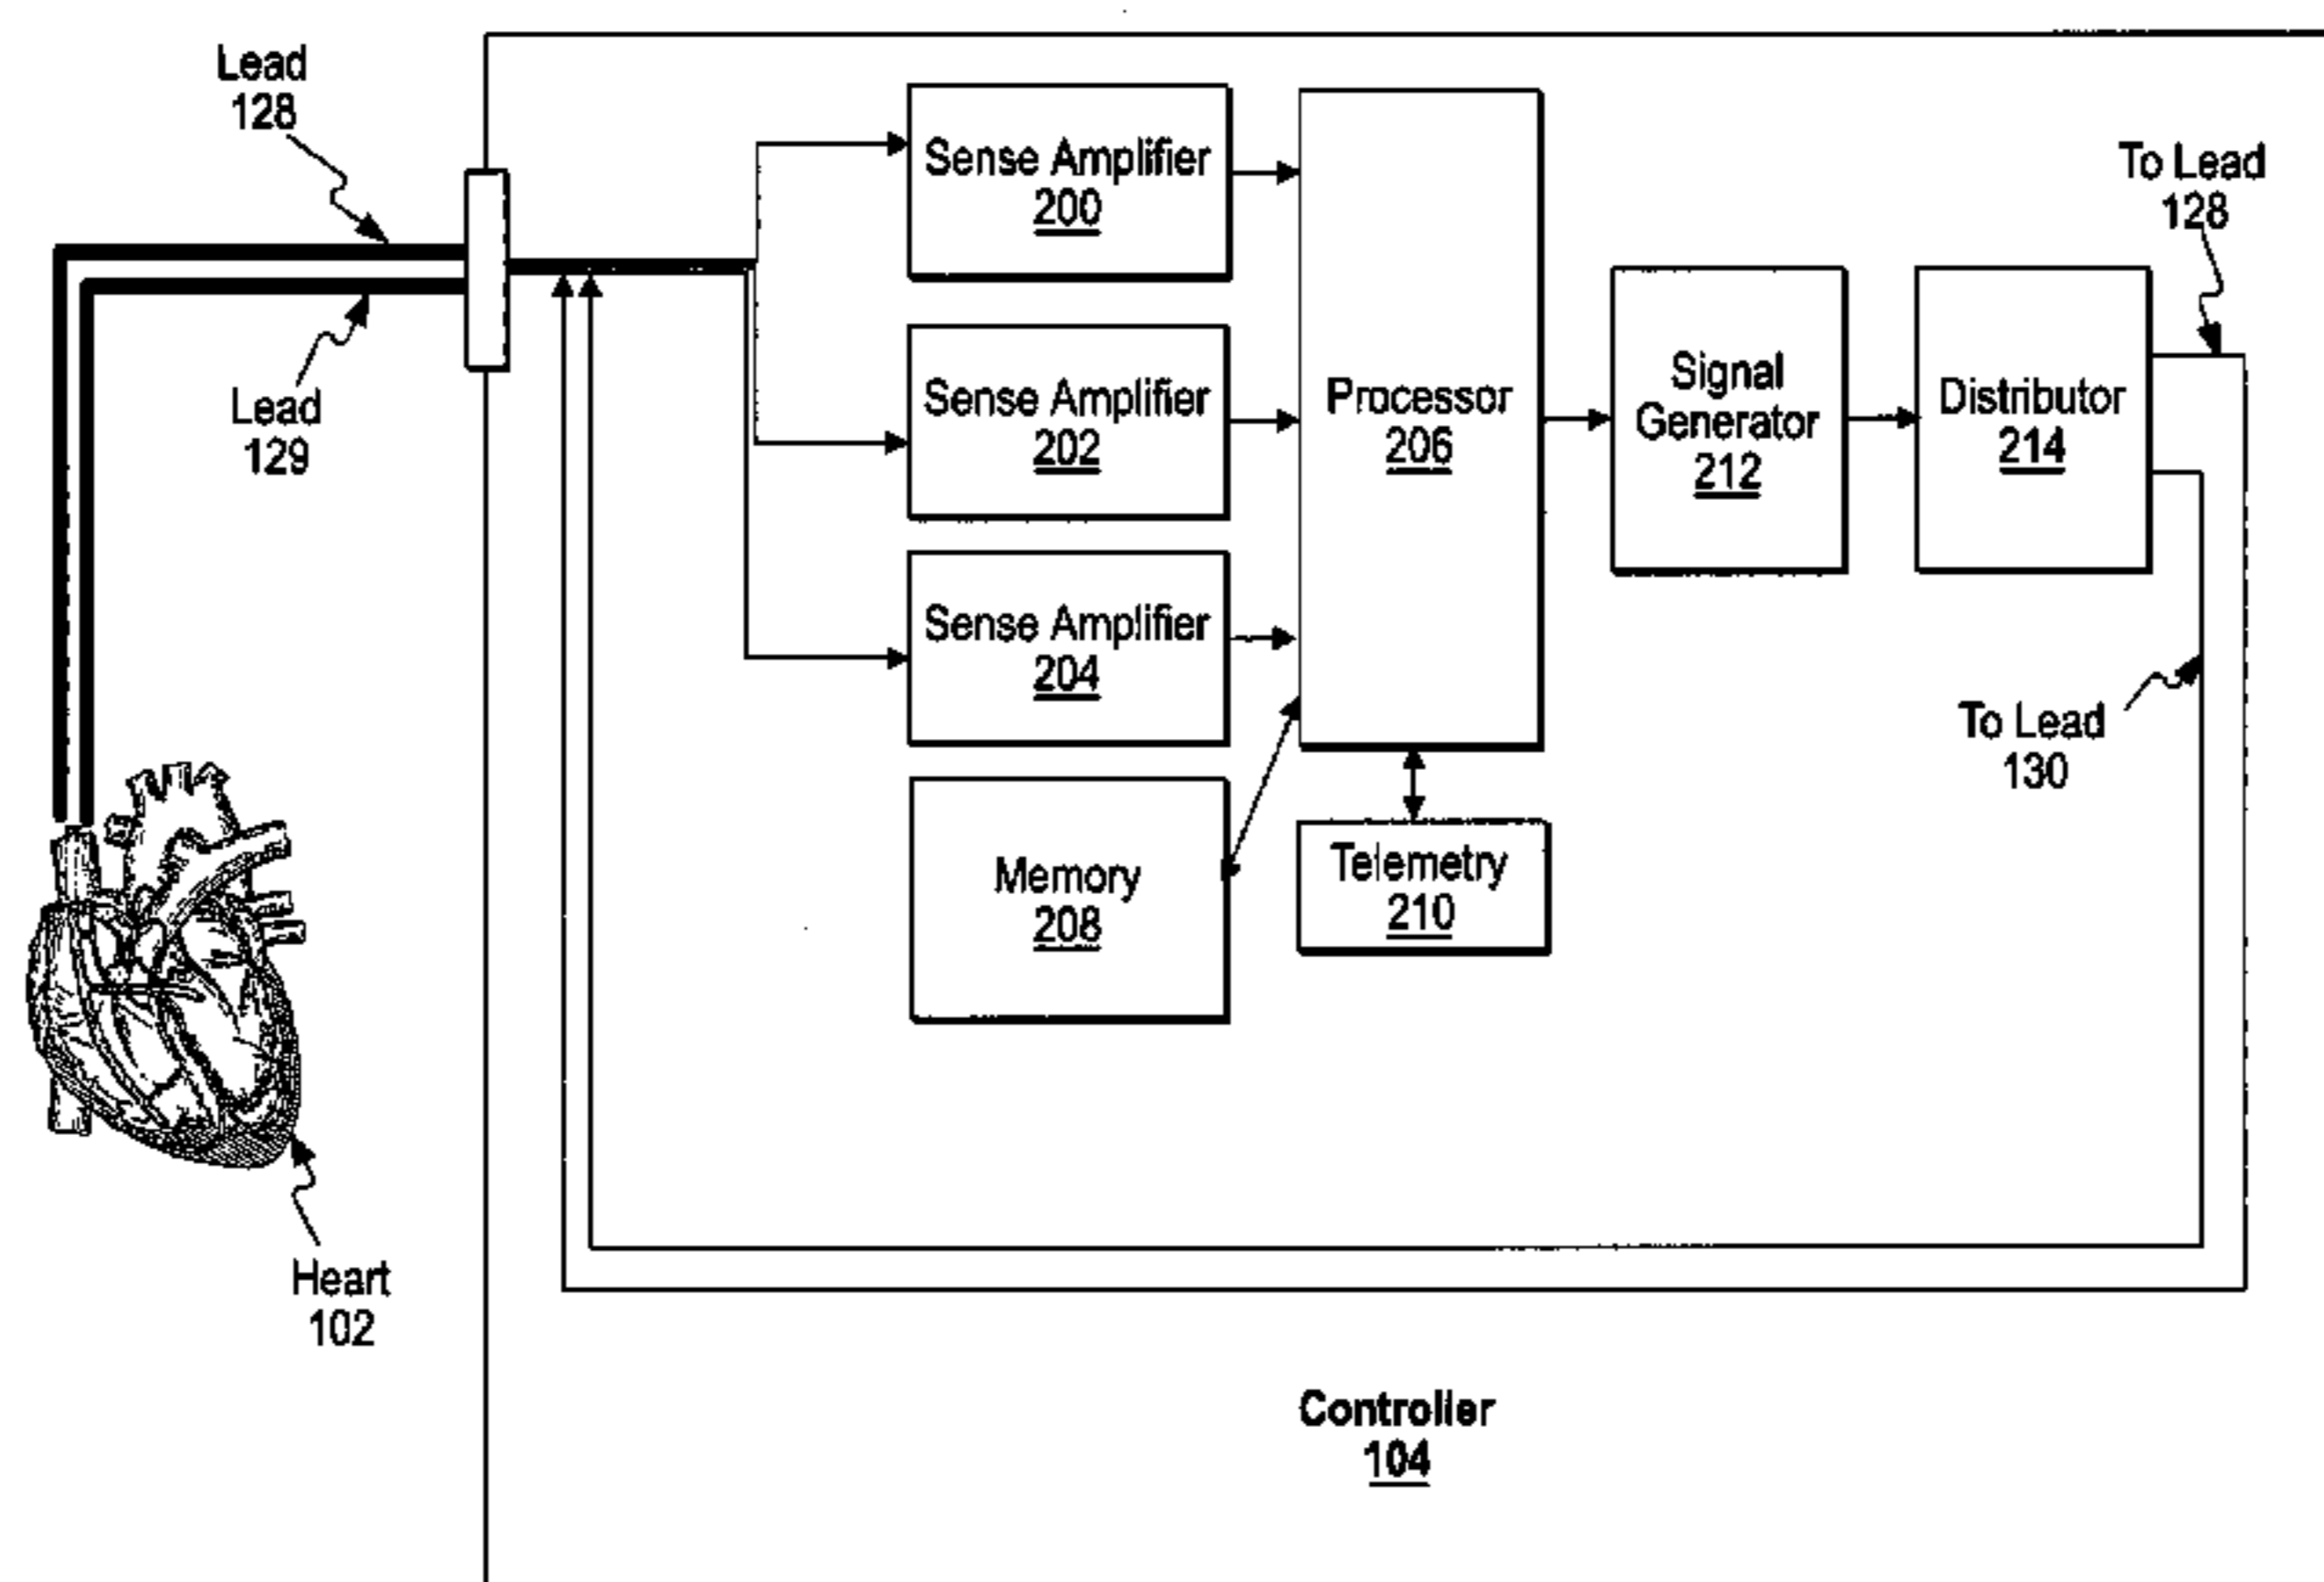 Lead
128
Lead
129
Heart
102
Sense Amplifier
200
Sense Amplifier
202
Sense Amplifier
204
Memory
208
Processor
206
Telemetry
210
Signal
Generator
212
Distributor
214
To Lead
128
To Lead
130
Controller
104